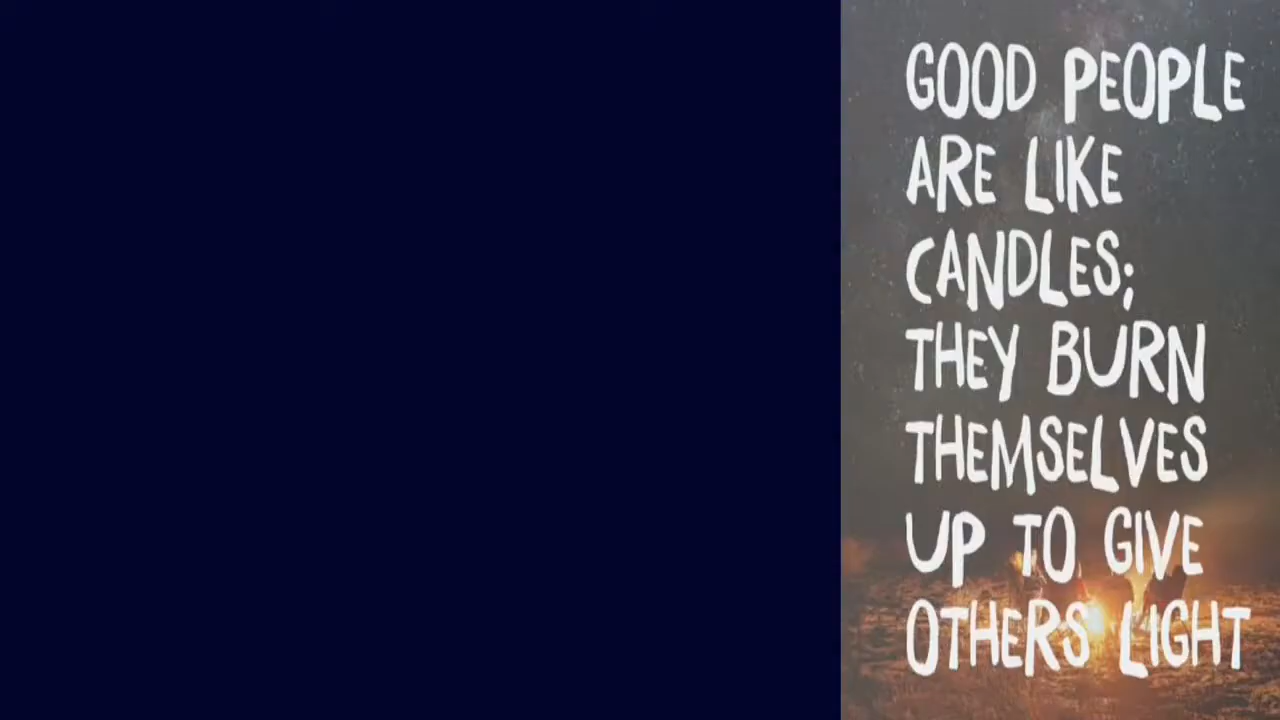 GOOD PEOPLE
ARE LIKE
CANDLES;
THEY BURN
THEMSELVES
UP TO GIVE
OTHERS LIGHT